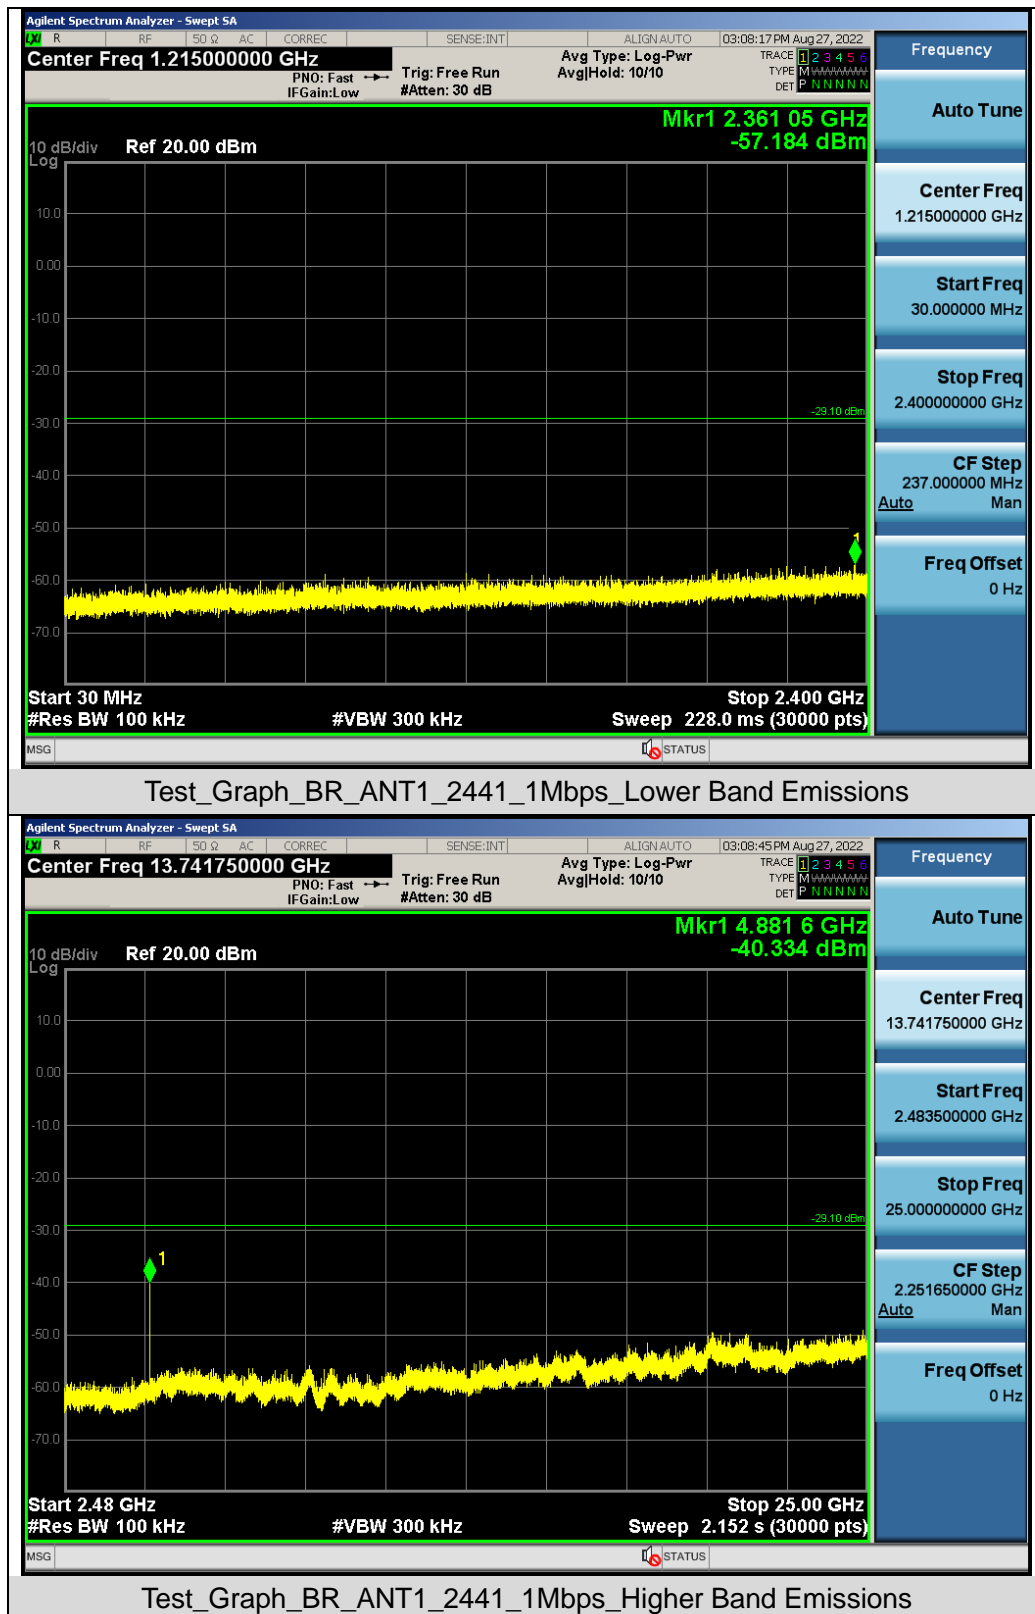 Agilent Spectrum Analyzer - Swept SA
LXI R RF 50 Ω AC CORREC SENSE:INT ALIGN AUTO 03:08:17 PM Aug 27, 2022
Center Freq 1.215000000 GHz
PNO: Fast
IFGain:Low
Trig: Free Run
#Atten: 30 dB
Avg Type: Log-Pwr
Avg|Hold: 10/10
TRACE 1 2 3 4 5 6
TYPE M
DET P N N N N N
Mkr1 2.361 05 GHz
-57.184 dBm
10 dB/div Ref 20.00 dBm
Log
10.0
0.00
-10.0
-20.0
-29.10 dBm
-30.0
-40.0
-50.0
1
-60.0
-70.0
Start 30 MHz Stop 2.400 GHz
#Res BW 100 kHz #VBW 300 kHz Sweep 228.0 ms (30000 pts)
MSG STATUS
Frequency
Auto Tune
Center Freq
1.215000000 GHz
Start Freq
30.000000 MHz
Stop Freq
2.400000000 GHz
CF Step
237.000000 MHz
Auto Man
Freq Offset
0 Hz
Test_Graph_BR_ANT1_2441_1Mbps_Lower Band Emissions
Agilent Spectrum Analyzer - Swept SA
LXI R RF 50 Ω AC CORREC SENSE:INT ALIGN AUTO 03:08:45 PM Aug 27, 2022
Center Freq 13.741750000 GHz
PNO: Fast
IFGain:Low
Trig: Free Run
#Atten: 30 dB
Avg Type: Log-Pwr
Avg|Hold: 10/10
TRACE 1 2 3 4 5 6
TYPE M
DET P N N N N N
Mkr1 4.881 6 GHz
-40.334 dBm
10 dB/div Ref 20.00 dBm
Log
10.0
0.00
-10.0
-20.0
-29.10 dBm
-30.0
1
-40.0
-50.0
-60.0
-70.0
Start 2.48 GHz Stop 25.00 GHz
#Res BW 100 kHz #VBW 300 kHz Sweep 2.152 s (30000 pts)
MSG STATUS
Frequency
Auto Tune
Center Freq
13.741750000 GHz
Start Freq
2.483500000 GHz
Stop Freq
25.000000000 GHz
CF Step
2.251650000 GHz
Auto Man
Freq Offset
0 Hz
Test_Graph_BR_ANT1_2441_1Mbps_Higher Band Emissions